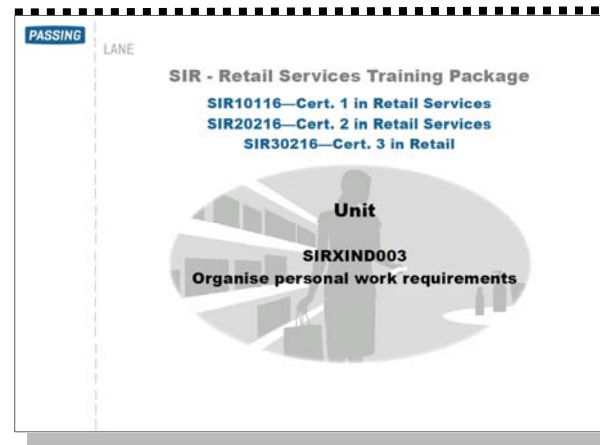 PASSING
LANE
SIR - Retail Services Training Package
SIR10116—Cert. 1 in Retail Services
SIR20216—Cert. 2 in Retail Services
SIR30216—Cert. 3 in Retail
Unit
SIRXIND003
Organise personal work requirements